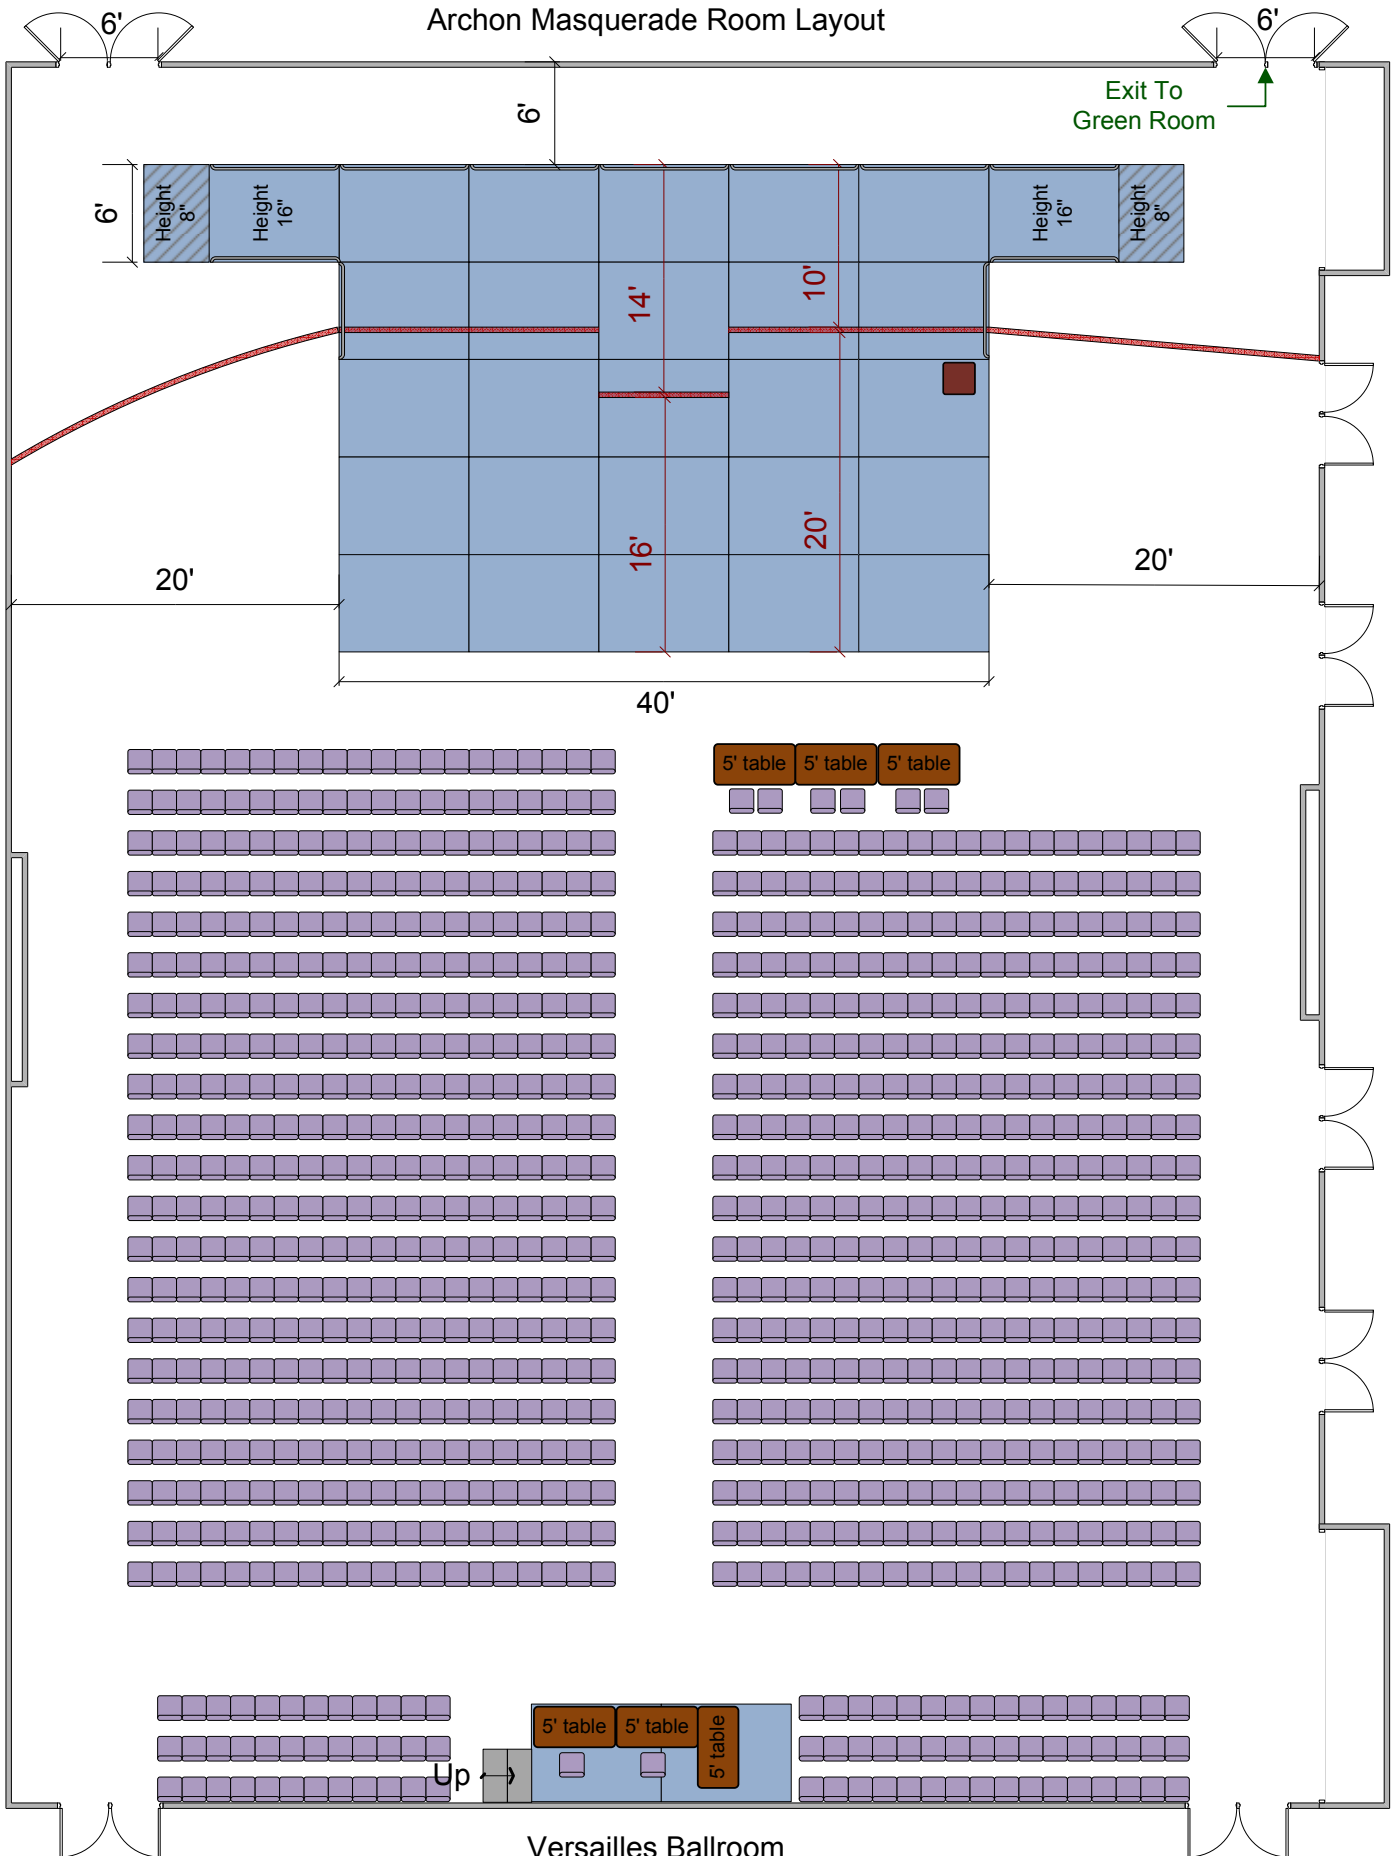 Archon Masquerade Room Layout
6'
6'
Exit To
Green Room
6'
6'
Height
8"
Height
16"
Height
16"
Height
8"
14'
10'
16'
20'
20'
20'
40'
5' table
5' table
5' table
5' table
5' table
5' table
Up
Versailles Ballroom